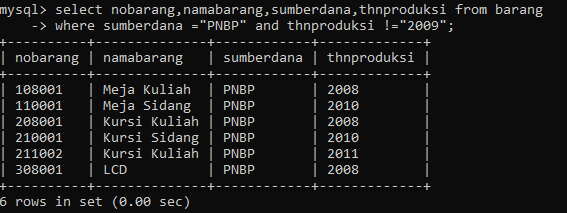 mysql> select nobarang,namabarang,sumberdana,thnproduksi from barang
    -> where sumberdana ="PNBP" and thnproduksi !="2009";
+----------+--------------+------------+-------------+
| nobarang | namabarang   | sumberdana | thnproduksi |
+----------+--------------+------------+-------------+
| 108001   | Meja Kuliah  | PNBP       | 2008        |
| 110001   | Meja Sidang  | PNBP       | 2010        |
| 208001   | Kursi Kuliah | PNBP       | 2008        |
| 210001   | Kursi Sidang | PNBP       | 2010        |
| 211002   | Kursi Kuliah | PNBP       | 2011        |
| 308001   | LCD          | PNBP       | 2008        |
+----------+--------------+------------+-------------+
6 rows in set (0.00 sec)